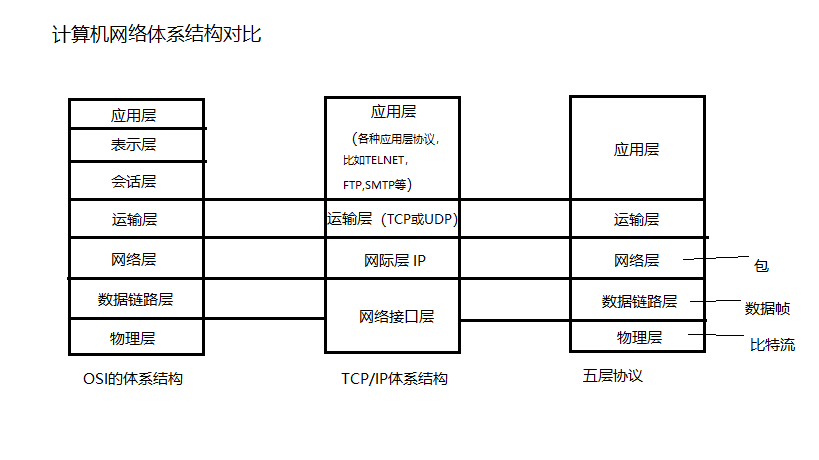 计算机网络体系结构对比
应用层
表示层
会话层
运输层
网络层
数据链路层
物理层
OSI的体系结构
应用层
(各种应用层协议，
比如TELNET，
FTP,SMTP等)
运输层（TCP或UDP）
网际层 IP
网络接口层
TCP/IP体系结构
应用层
运输层
网络层
数据链路层
物理层
五层协议
包
数据帧
比特流